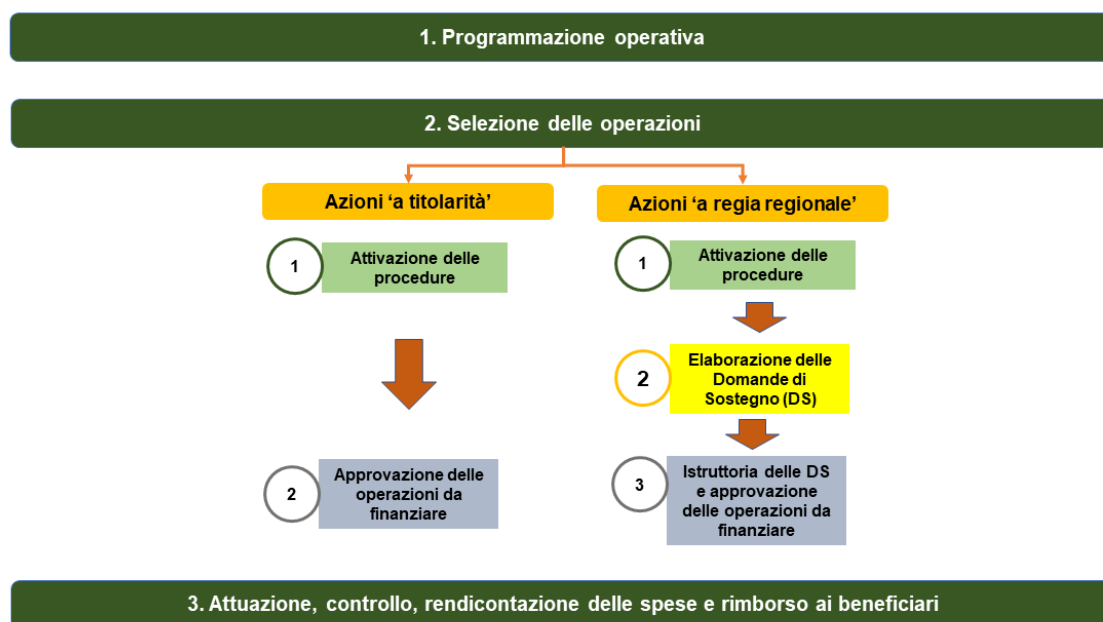 1. Programmazione operativa
2. Selezione delle operazioni
Azioni ‘a titolarità’
1
Attivazione delle
procedure
2
Approvazione delle
operazioni da
finanziare
Azioni ‘a regia regionale’
1
Attivazione delle
procedure
2
Elaborazione delle
Domande di
Sostegno (DS)
3
Istruttoria delle DS
e approvazione
delle operazioni da
finanziare
3. Attuazione, controllo, rendicontazione delle spese e rimborso ai beneficiari